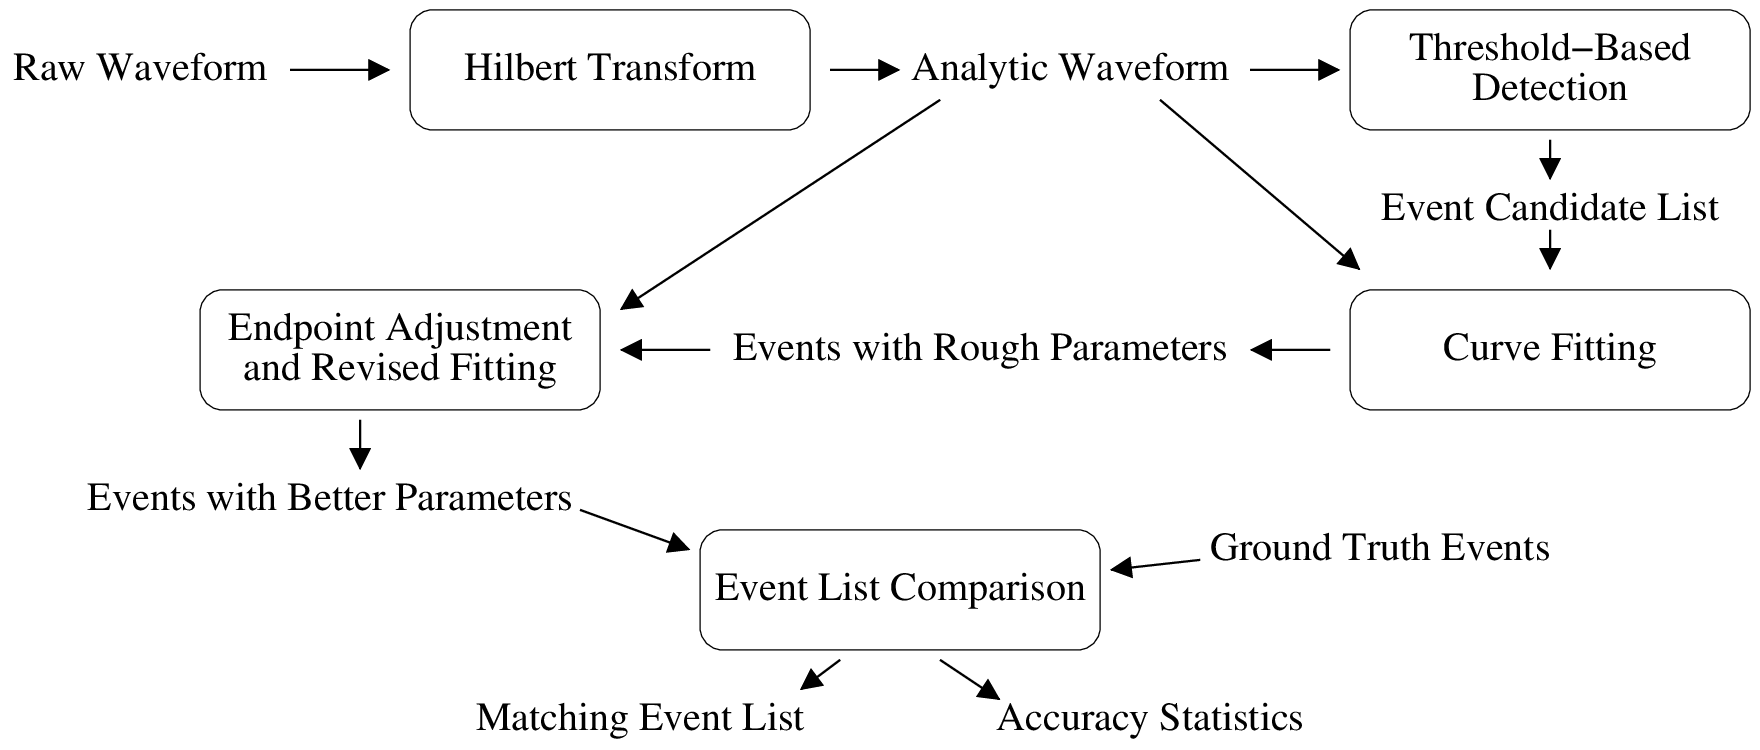 Raw Waveform
Hilbert Transform
Analytic Waveform
Threshold−Based
Detection
Event Candidate List
Endpoint Adjustment
and Revised Fitting
Events with Rough Parameters
Curve Fitting
Events with Better Parameters
Event List Comparison
Ground Truth Events
Matching Event List
Accuracy Statistics